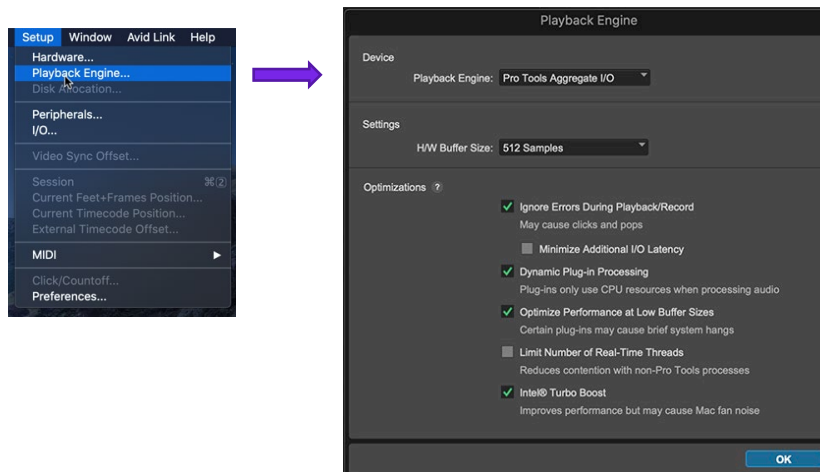 Setup Window Avid Link Help
Hardware...
Playback Engine...
Disk Allocation...
Peripherals...
I/O...
Video Sync Offset...
Session ⌘2
Current Feet+Frames Position...
Current Timecode Position...
External Timecode Offset...
MIDI
Click/Countoff...
Preferences...
Playback Engine
Device
Playback Engine: Pro Tools Aggregate I/O
Settings
H/W Buffer Size: 512 Samples
Optimizations ?
Ignore Errors During Playback/Record
May cause clicks and pops
Minimize Additional I/O Latency
Dynamic Plug-in Processing
Plug-ins only use CPU resources when processing audio
Optimize Performance at Low Buffer Sizes
Certain plug-ins may cause brief system hangs
Limit Number of Real-Time Threads
Reduces contention with non-Pro Tools processes
Intel® Turbo Boost
Improves performance but may cause Mac fan noise
OK